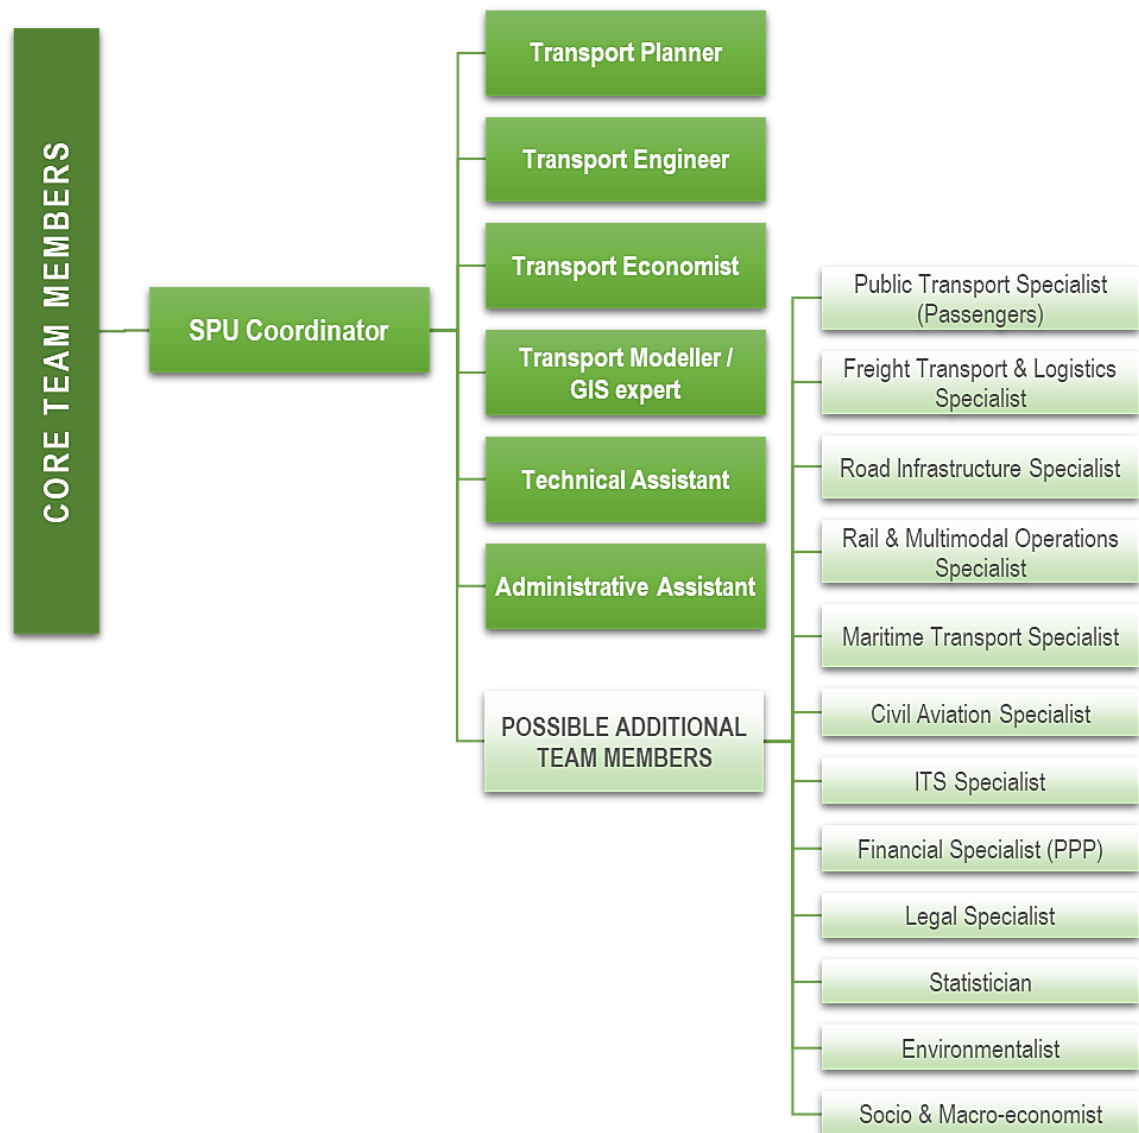 CORE TEAM MEMBERS
SPU Coordinator
Transport Planner
Transport Engineer
Transport Economist
Transport Modeller /
GIS expert
Technical Assistant
Administrative Assistant
POSSIBLE ADDITIONAL
TEAM MEMBERS
Public Transport Specialist
(Passengers)
Freight Transport & Logistics
Specialist
Road Infrastructure Specialist
Rail & Multimodal Operations
Specialist
Maritime Transport Specialist
Civil Aviation Specialist
ITS Specialist
Financial Specialist (PPP)
Legal Specialist
Statistician
Environmentalist
Socio & Macro-economist